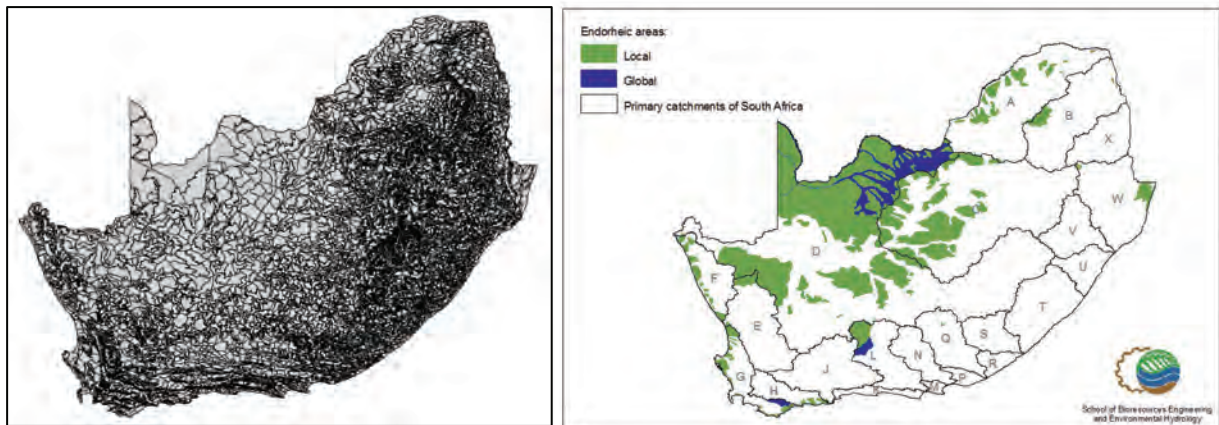 Endorheic areas:
Local
Global
Primary catchments of South Africa
A
B
X
W
C
V
D
U
F
T
E
S
Q
L
N
R
J
P
G
H
M
K
School of Bioresources Engineering
and Environmental Hydrology